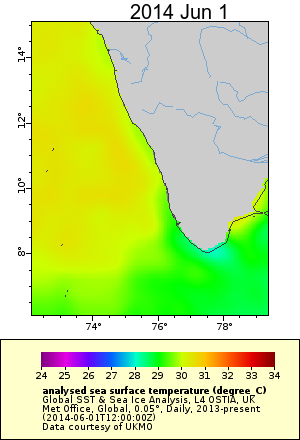 2014 Jun 1
14°
12°
10°
8°
74° 76° 78°
24 25 26 27 28 29 30 31 32 33 34
analysed sea surface temperature (degree_C)
Global SST & Sea Ice Analysis, L4 OSTIA, UK
Met Office, Global, 0.05°, Daily, 2013-present
(2014-06-01T12:00:00Z)
Data courtesy of UKMO